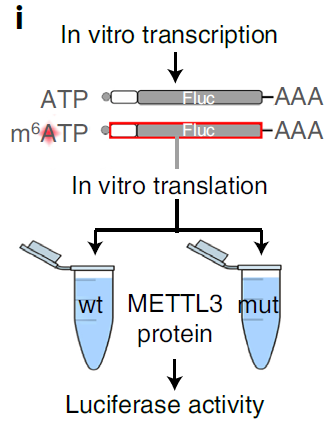 i
In vitro transcription
ATP Fluc AAA
m⁶ATP Fluc AAA
In vitro translation
wt METTL3 protein mut
Luciferase activity